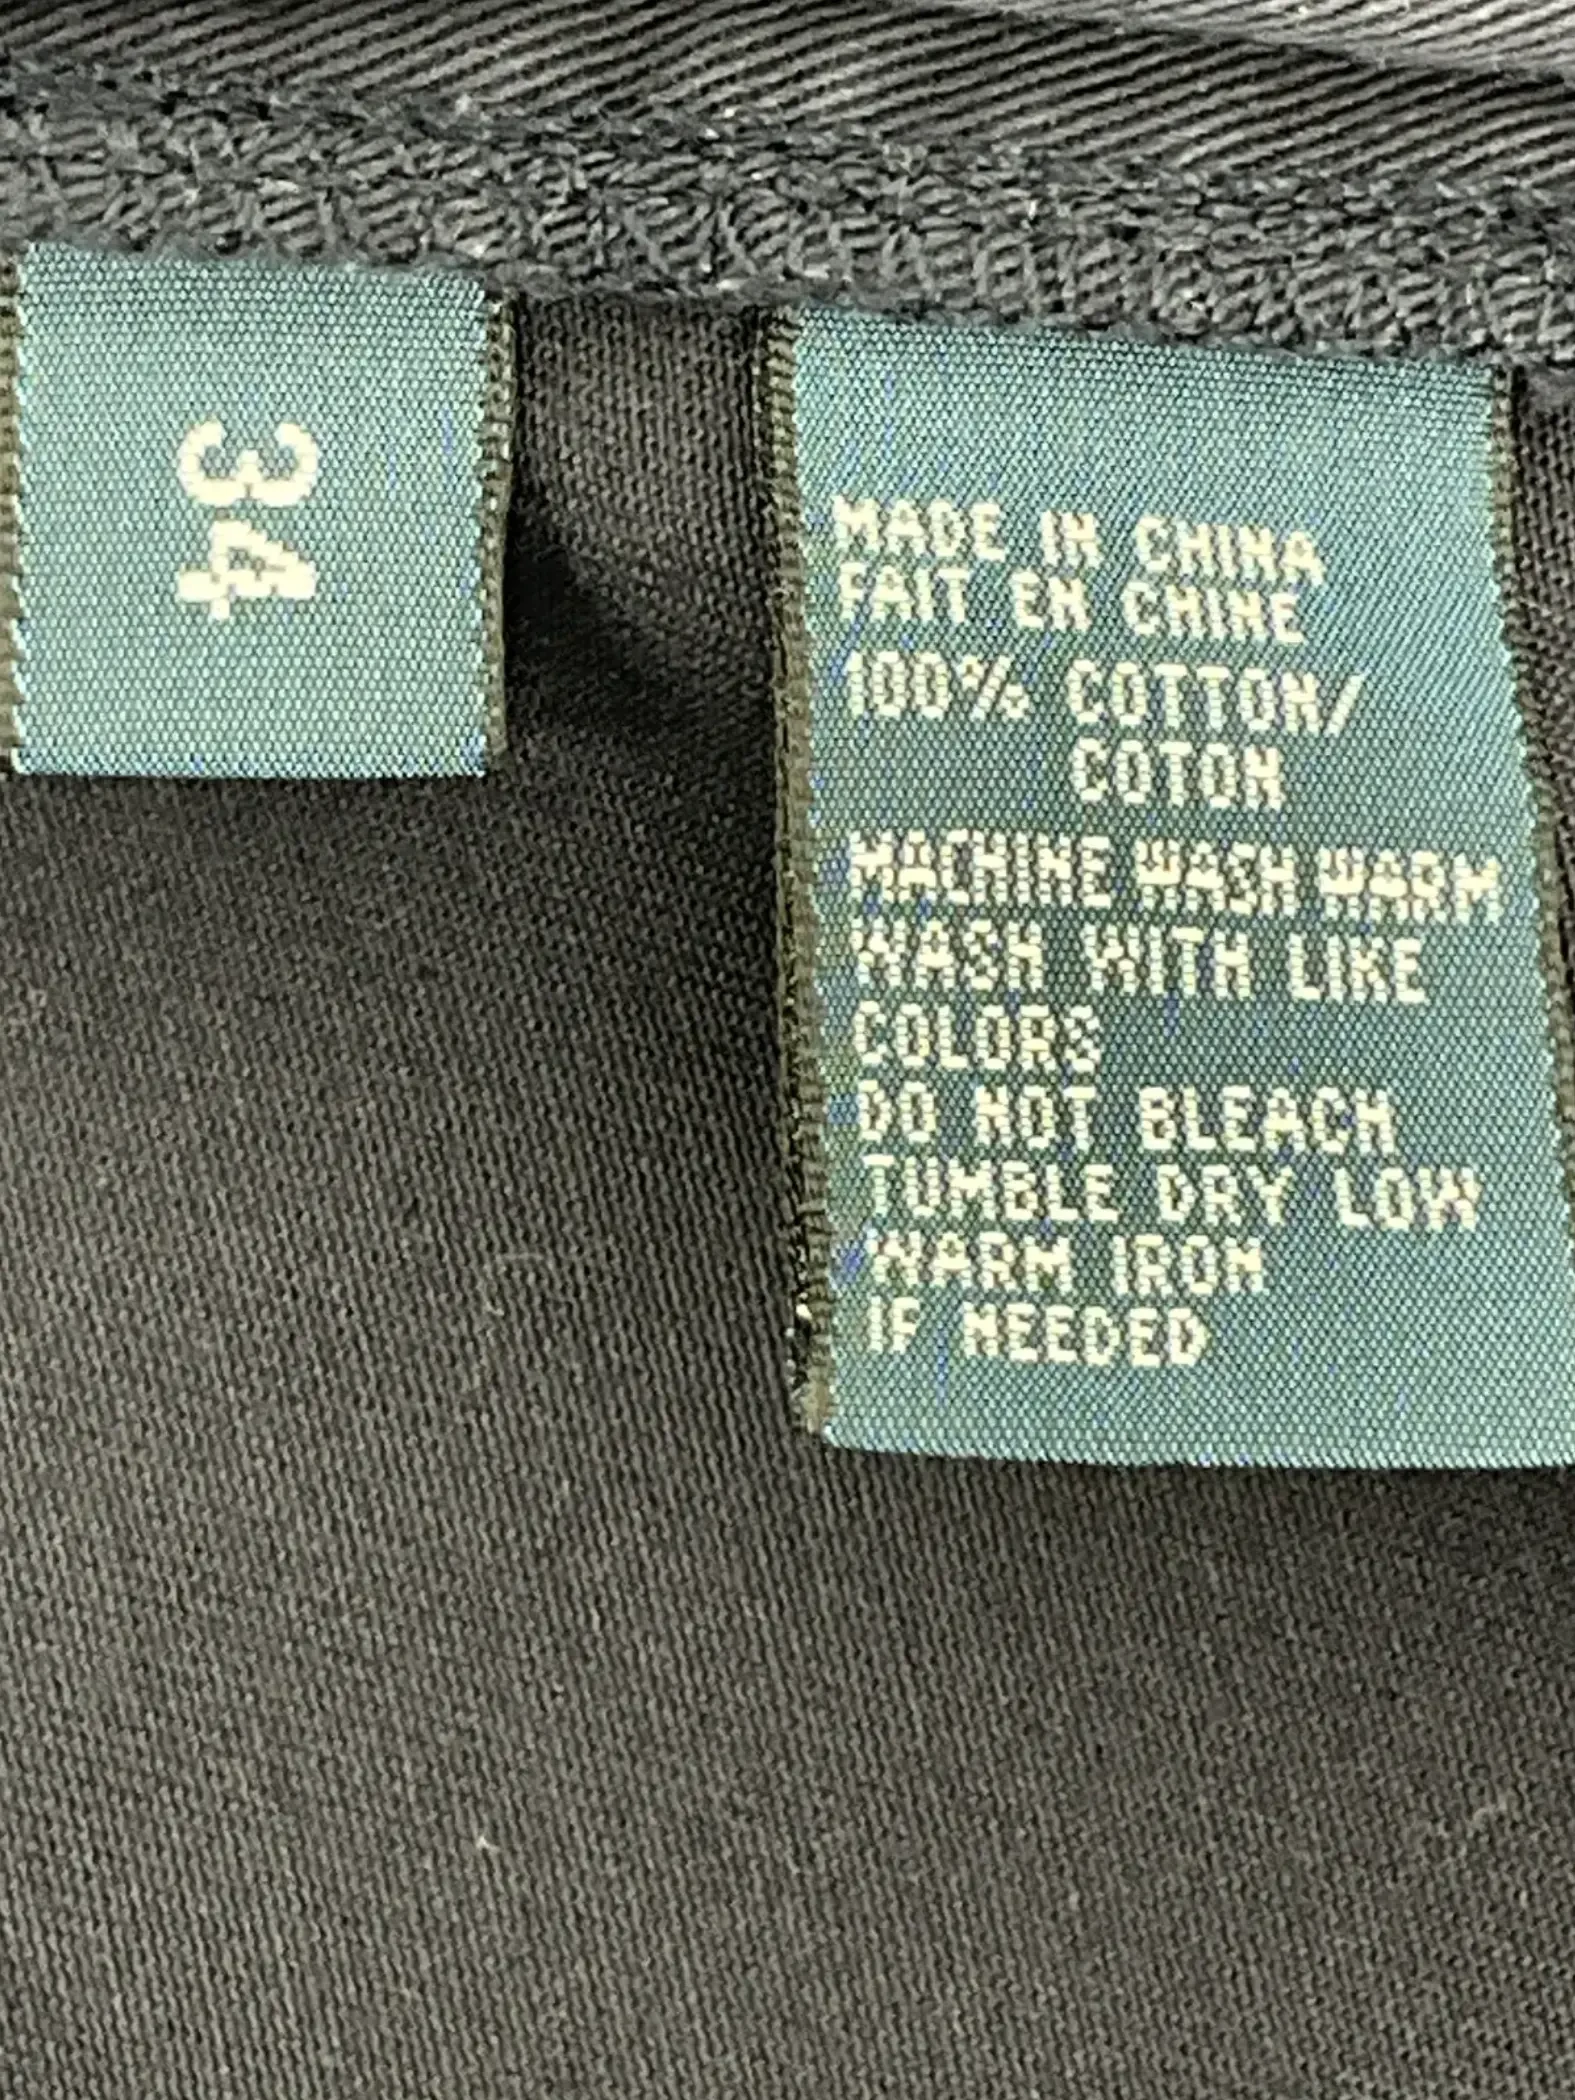 34
MADE IN CHINA
FAIT EN CHINE
100% COTTON/
COTON
MACHINE WASH WARM
WASH WITH LIKE
COLORS
DO NOT BLEACH
TUMBLE DRY LOW
WARM IRON
IF NEEDED